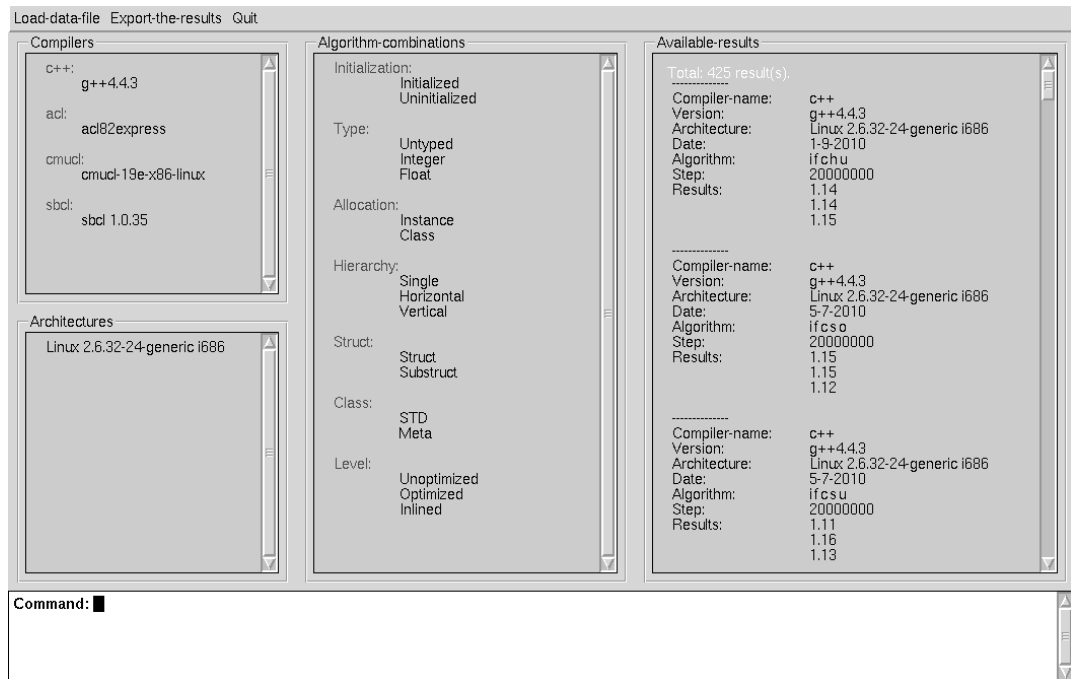 Load-data-file Export-the-results Quit
Compilers
c++:
g++4.4.3
acl:
acl82express
cmucl:
cmucl-19e-x86-linux
sbcl:
sbcl 1.0.35
Architectures
Linux 2.6.32-24-generic i686
Algorithm-combinations
Initialization:
Initialized
Uninitialized
Type:
Untyped
Integer
Float
Allocation:
Instance
Class
Hierarchy:
Single
Horizontal
Vertical
Struct:
Struct
Substruct
Class:
STD
Meta
Level:
Unoptimized
Optimized
Inlined
Available-results
Total: 425 result(s).
--------------
Compiler-name: c++
Version: g++4.4.3
Architecture: Linux 2.6.32-24-generic i686
Date: 1-9-2010
Algorithm: ifchu
Step: 20000000
Results: 1.14
1.14
1.15
--------------
Compiler-name: c++
Version: g++4.4.3
Architecture: Linux 2.6.32-24-generic i686
Date: 5-7-2010
Algorithm: ifcso
Step: 20000000
Results: 1.15
1.15
1.12
--------------
Compiler-name: c++
Version: g++4.4.3
Architecture: Linux 2.6.32-24-generic i686
Date: 5-7-2010
Algorithm: ifcsu
Step: 20000000
Results: 1.11
1.16
1.13
Command: